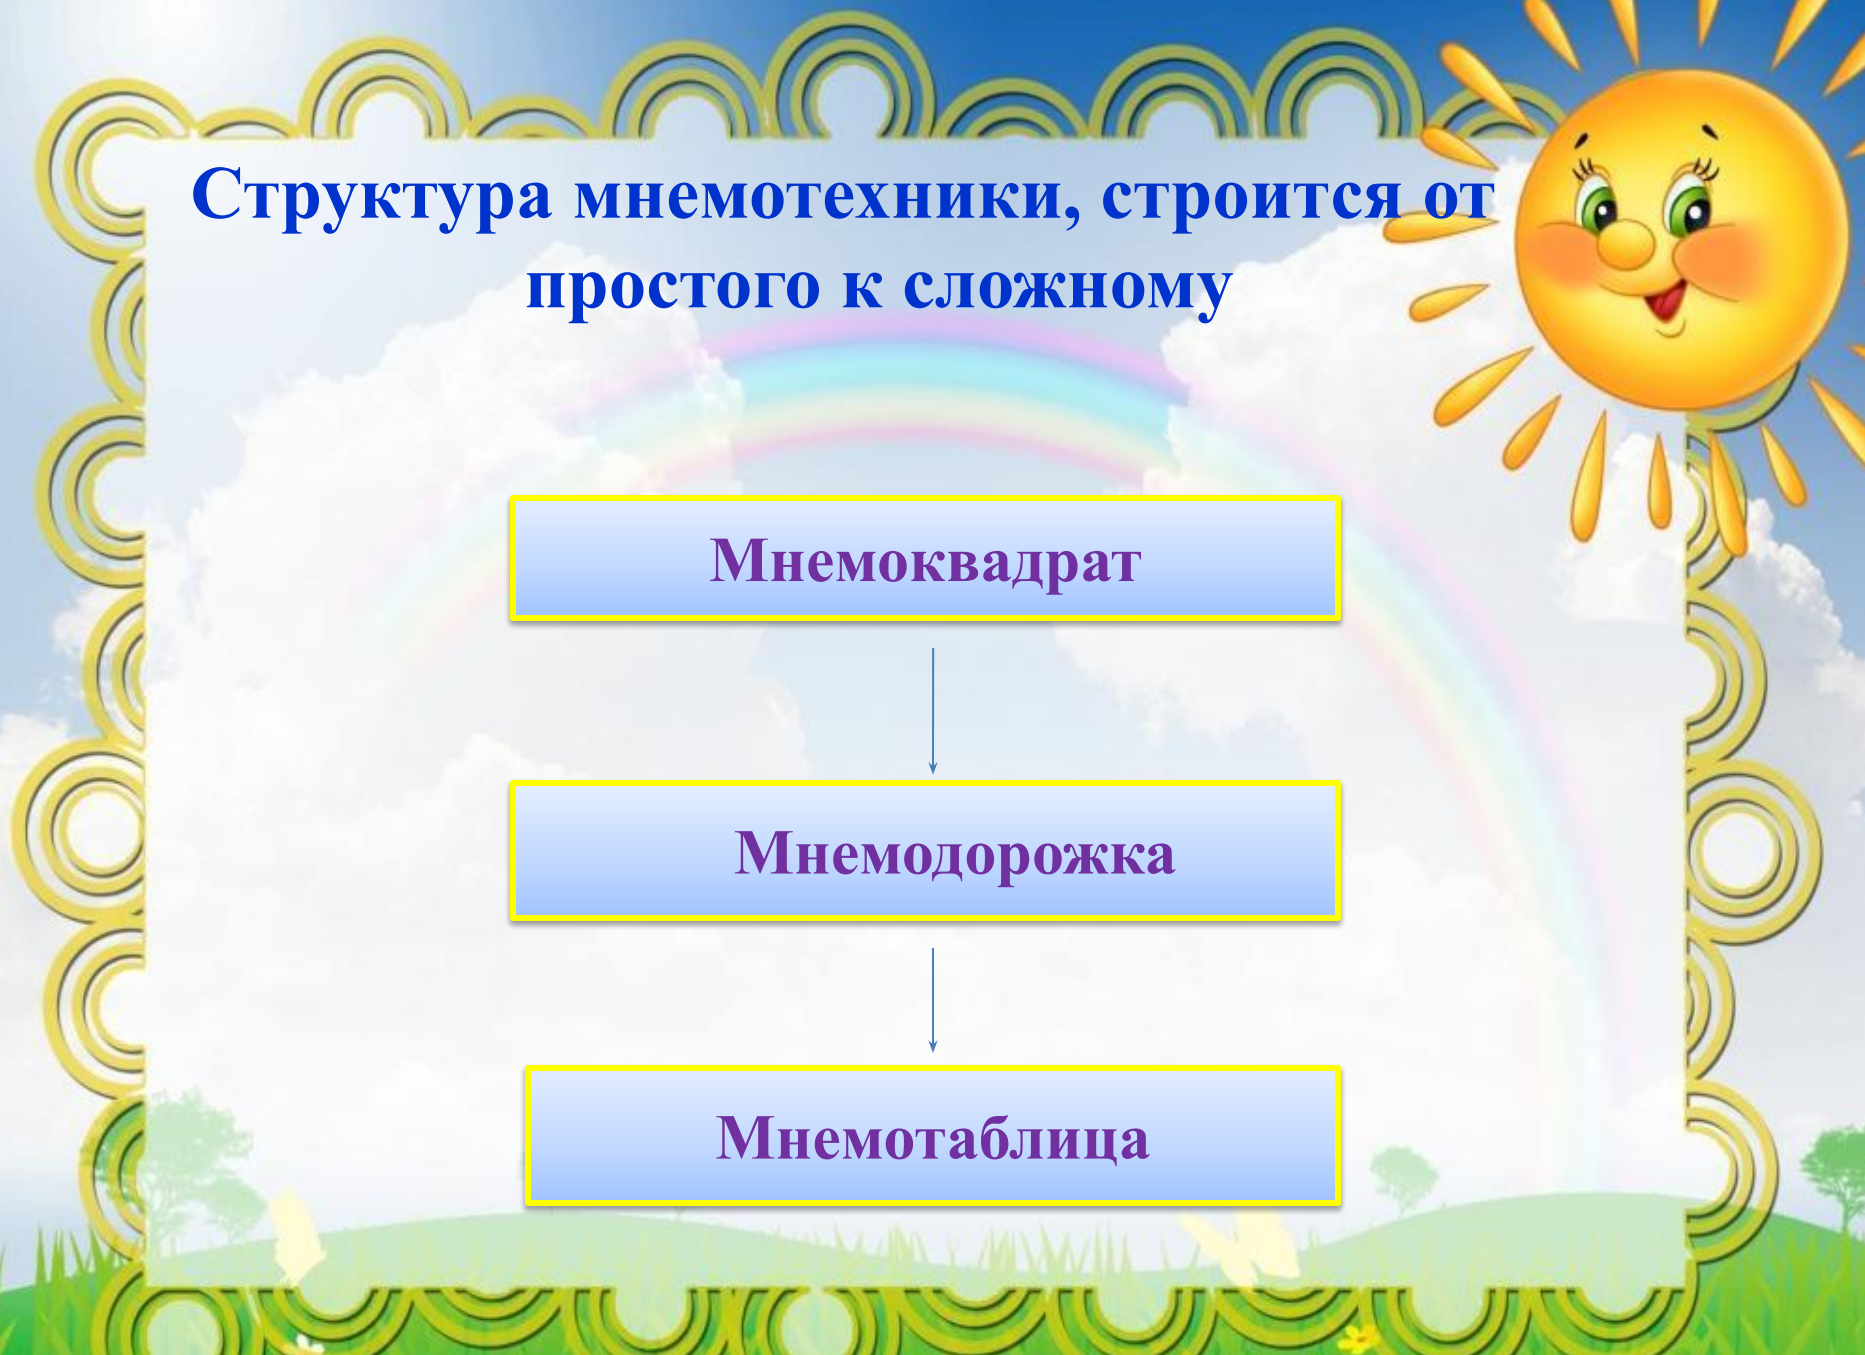 Структура мнемотехники, строится от
простого к сложному
Мнемоквадрат
Мнемодорожка
Мнемотаблица